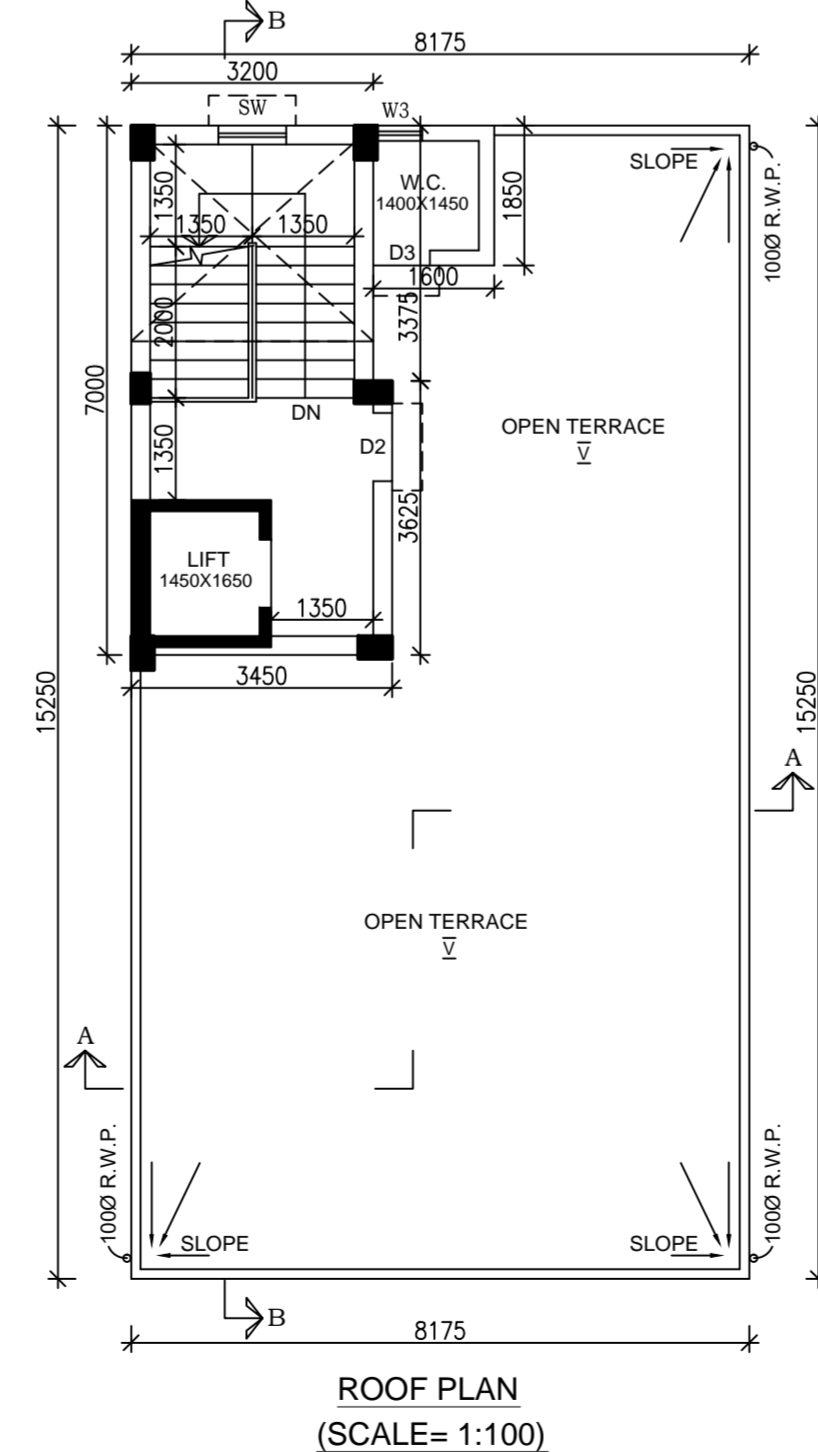 B
8175
3200
SW
W3
SLOPE
100Ø R.W.P.
W.C.
1400X1450
1350
1850
1350
1350
D3
1600
2000
3375
7000
DN
OPEN TERRACE
V
D2
1350
3625
LIFT
1450X1650
1350
3450
15250
15250
A
OPEN TERRACE
V
A
100Ø R.W.P.
100Ø R.W.P.
SLOPE
SLOPE
B
8175
ROOF PLAN
(SCALE= 1:100)